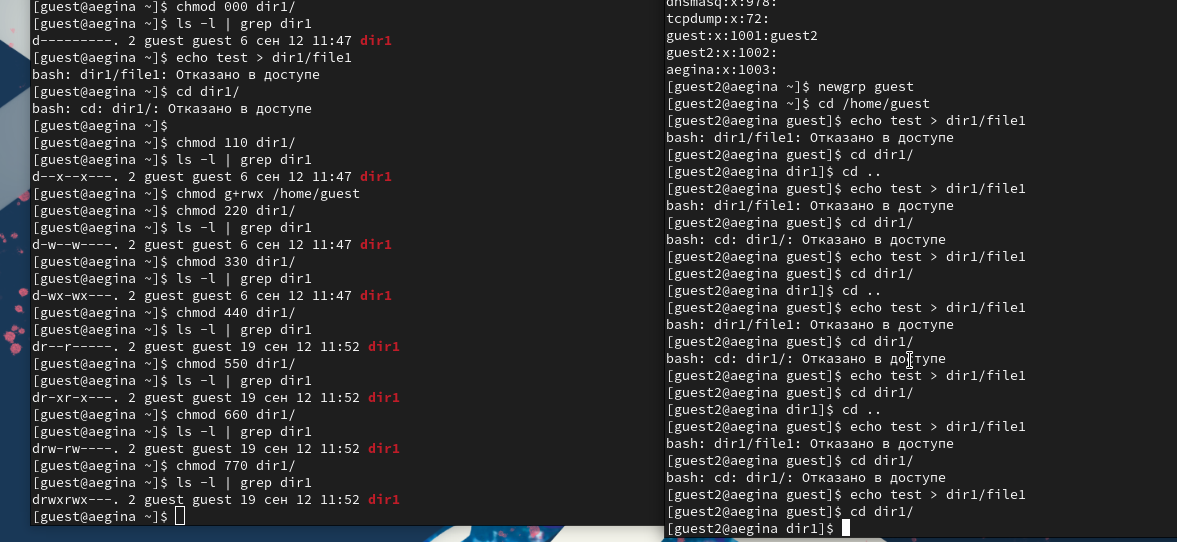 [guest@aegina ~]$ chmod 000 dir1/
[guest@aegina ~]$ ls -l | grep dir1
d---------. 2 guest guest 6 сен 12 11:47 dir1
[guest@aegina ~]$ echo test > dir1/file1
bash: dir1/file1: Отказано в доступе
[guest@aegina ~]$ cd dir1/
bash: cd: dir1/: Отказано в доступе
[guest@aegina ~]$
[guest@aegina ~]$ chmod 110 dir1/
[guest@aegina ~]$ ls -l | grep dir1
d--x--x---. 2 guest guest 6 сен 12 11:47 dir1
[guest@aegina ~]$ chmod g+rwx /home/guest
[guest@aegina ~]$ chmod 220 dir1/
[guest@aegina ~]$ ls -l | grep dir1
d-w--w----. 2 guest guest 6 сен 12 11:47 dir1
[guest@aegina ~]$ chmod 330 dir1/
[guest@aegina ~]$ ls -l | grep dir1
d-wx-wx---. 2 guest guest 6 сен 12 11:47 dir1
[guest@aegina ~]$ chmod 440 dir1/
[guest@aegina ~]$ ls -l | grep dir1
dr--r-----. 2 guest guest 19 сен 12 11:52 dir1
[guest@aegina ~]$ chmod 550 dir1/
[guest@aegina ~]$ ls -l | grep dir1
dr-xr-x---. 2 guest guest 19 сен 12 11:52 dir1
[guest@aegina ~]$ chmod 660 dir1/
[guest@aegina ~]$ ls -l | grep dir1
drw-rw----. 2 guest guest 19 сен 12 11:52 dir1
[guest@aegina ~]$ chmod 770 dir1/
[guest@aegina ~]$ ls -l | grep dir1
drwxrwx---. 2 guest guest 19 сен 12 11:52 dir1
[guest@aegina ~]$
dnsmasq:x:978:
tcpdump:x:72:
guest:x:1001:guest2
guest2:x:1002:
aegina:x:1003:
[guest2@aegina ~]$ newgrp guest
[guest2@aegina ~]$ cd /home/guest
[guest2@aegina guest]$ echo test > dir1/file1
bash: dir1/file1: Отказано в доступе
[guest2@aegina guest]$ cd dir1/
[guest2@aegina dir1]$ cd ..
[guest2@aegina guest]$ echo test > dir1/file1
bash: dir1/file1: Отказано в доступе
[guest2@aegina guest]$ cd dir1/
bash: cd: dir1/: Отказано в доступе
[guest2@aegina guest]$ echo test > dir1/file1
[guest2@aegina guest]$ cd dir1/
[guest2@aegina dir1]$ cd ..
[guest2@aegina guest]$ echo test > dir1/file1
bash: dir1/file1: Отказано в доступе
[guest2@aegina guest]$ cd dir1/
bash: cd: dir1/: Отказано в доступе
[guest2@aegina guest]$ echo test > dir1/file1
[guest2@aegina guest]$ cd dir1/
[guest2@aegina dir1]$ cd ..
[guest2@aegina guest]$ echo test > dir1/file1
bash: dir1/file1: Отказано в доступе
[guest2@aegina guest]$ cd dir1/
bash: cd: dir1/: Отказано в доступе
[guest2@aegina guest]$ echo test > dir1/file1
[guest2@aegina guest]$ cd dir1/
[guest2@aegina dir1]$